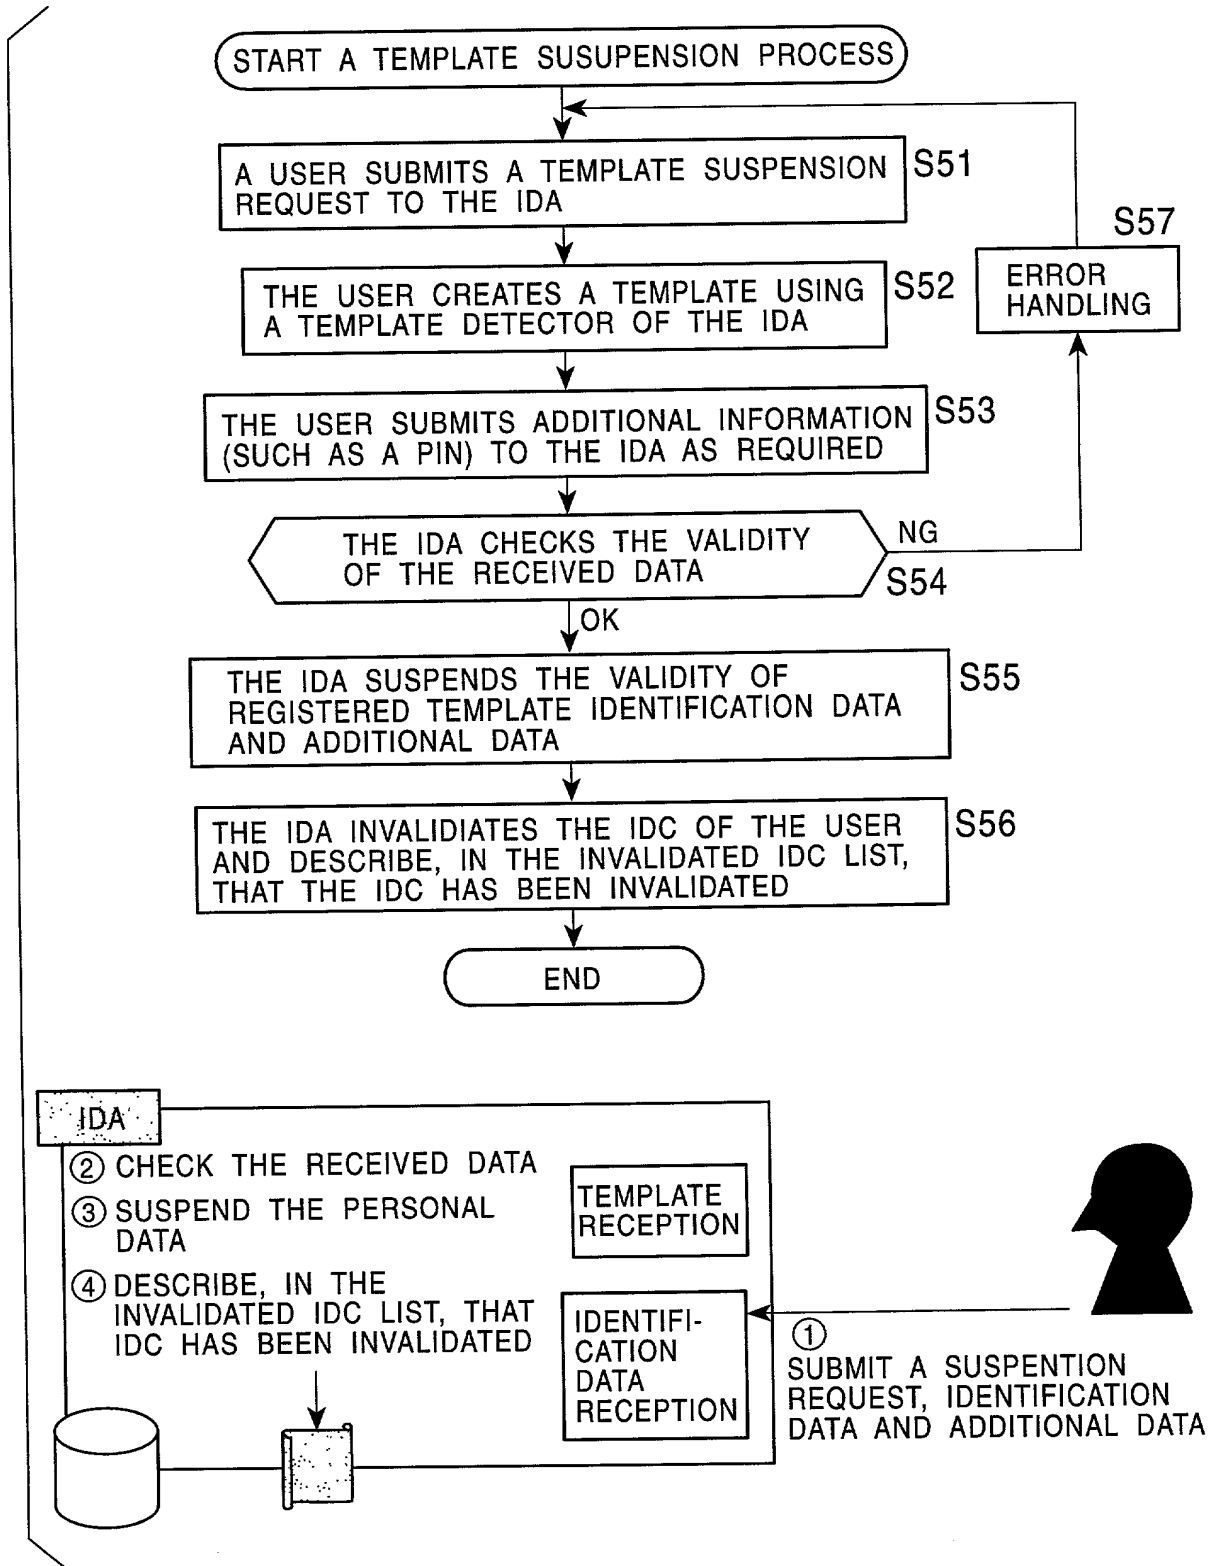 START A TEMPLATE SUSUPENSION PROCESS
A USER SUBMITS A TEMPLATE SUSPENSION
REQUEST TO THE IDA
S51
THE USER CREATES A TEMPLATE USING
A TEMPLATE DETECTOR OF THE IDA
S52
S57
ERROR
HANDLING
THE USER SUBMITS ADDITIONAL INFORMATION
(SUCH AS A PIN) TO THE IDA AS REQUIRED
S53
THE IDA CHECKS THE VALIDITY
OF THE RECEIVED DATA
NG
S54
OK
THE IDA SUSPENDS THE VALIDITY OF
REGISTERED TEMPLATE IDENTIFICATION DATA
AND ADDITIONAL DATA
S55
THE IDA INVALIDIATES THE IDC OF THE USER
AND DESCRIBE, IN THE INVALIDATED IDC LIST,
THAT THE IDC HAS BEEN INVALIDATED
S56
END
IDA
② CHECK THE RECEIVED DATA
③ SUSPEND THE PERSONAL
DATA
④ DESCRIBE, IN THE
INVALIDATED IDC LIST, THAT
IDC HAS BEEN INVALIDATED
TEMPLATE
RECEPTION
IDENTIFI-
CATION
DATA
RECEPTION
①
SUBMIT A SUSPENTION
REQUEST, IDENTIFICATION
DATA AND ADDITIONAL DATA